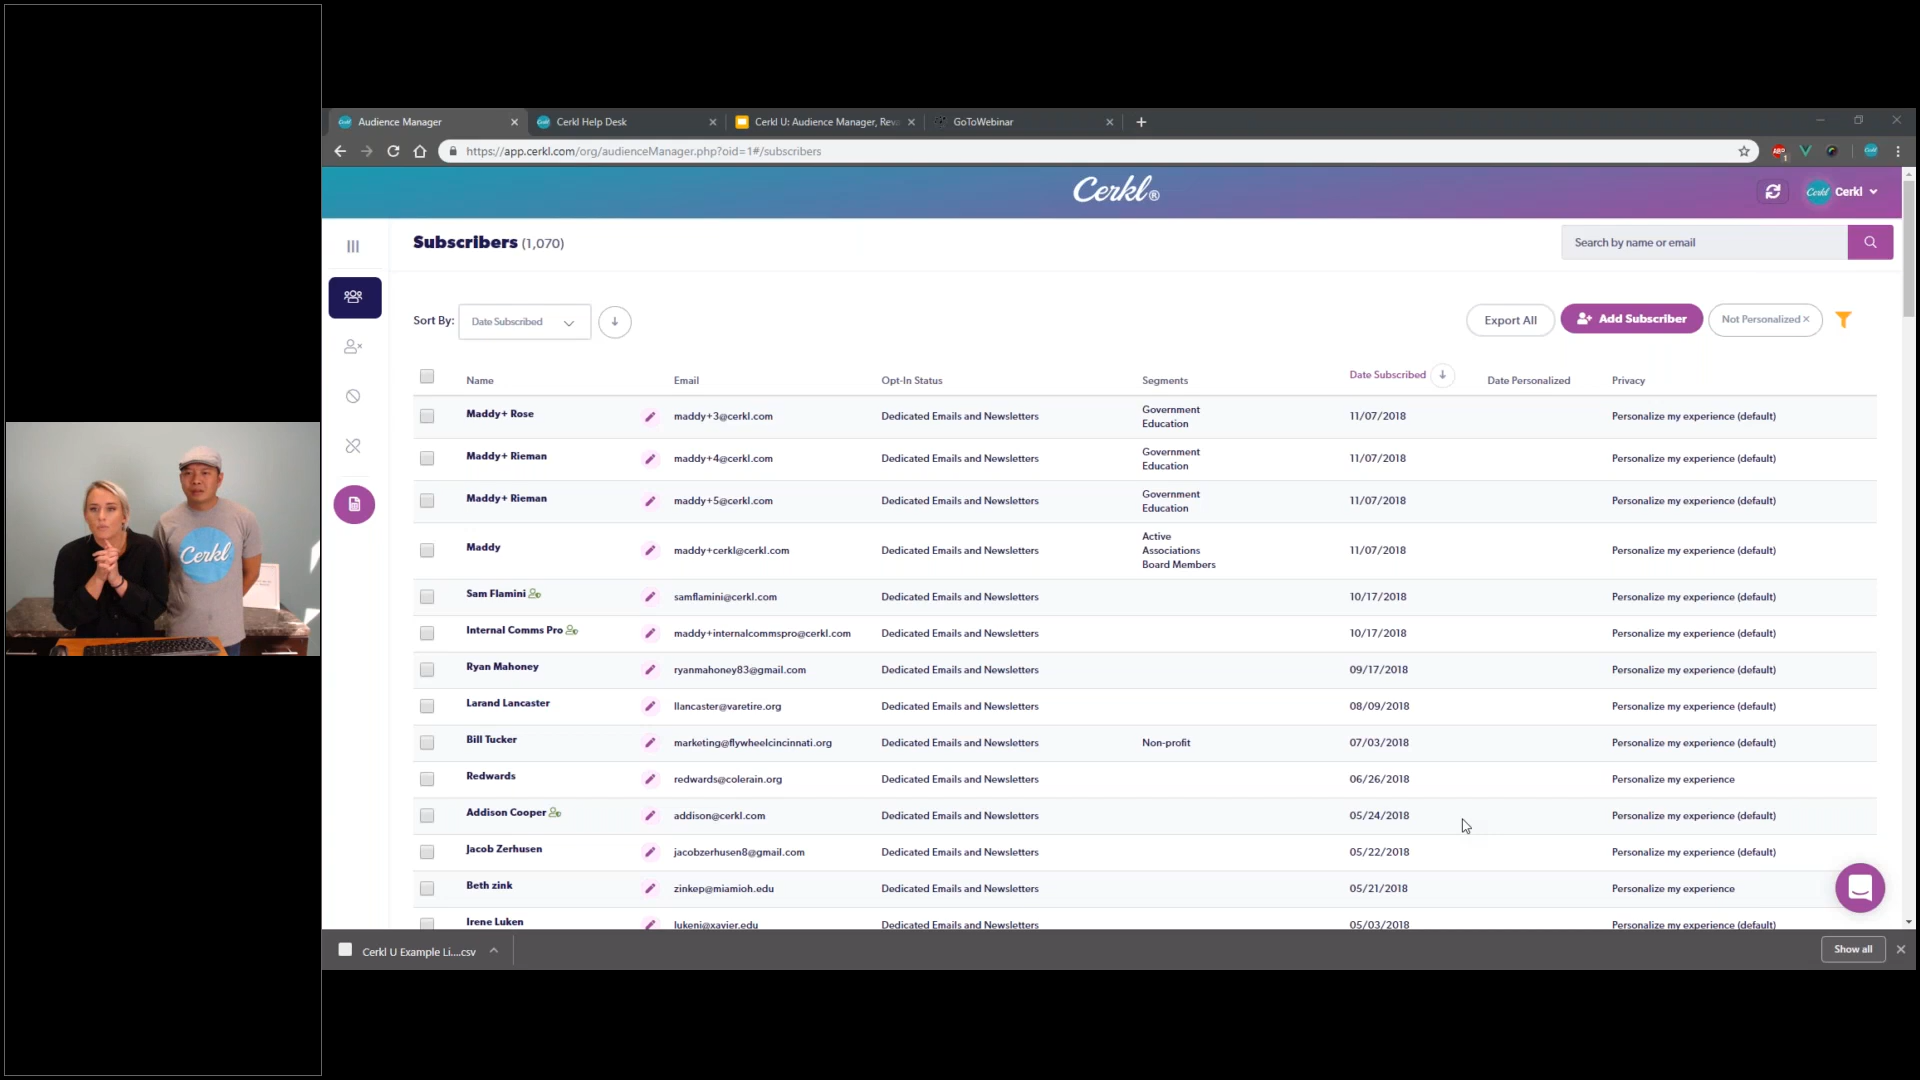 Audience Manager
Cerkl Help Desk
Cerkl U: Audience Manager, Reva
GoToWebinar
https://app.cerkl.com/org/audienceManager.php?oid=1#/subscribers
ABP
1
Cerkl®
Cerkl
Cerkl
Subscribers (1,070)
Search by name or email
Sort By:
Date Subscribed
Export All
Add Subscriber
Not Personalized ×
Name Email Opt-In Status Segments Date Subscribed Date Personalized Privacy
Maddy+ Rose maddy+3@cerkl.com Dedicated Emails and Newsletters Government 11/07/2018 Personalize my experience (default)
Education
Maddy+ Rieman maddy+4@cerkl.com Dedicated Emails and Newsletters Government 11/07/2018 Personalize my experience (default)
Education
Maddy+ Rieman maddy+5@cerkl.com Dedicated Emails and Newsletters Government 11/07/2018 Personalize my experience (default)
Education
Maddy maddy+cerkl@cerkl.com Dedicated Emails and Newsletters Active 11/07/2018 Personalize my experience (default)
Associations
Board Members
Sam Flamini samflamini@cerkl.com Dedicated Emails and Newsletters 10/17/2018 Personalize my experience (default)
Internal Comms Pro maddy+internalcommspro@cerkl.com Dedicated Emails and Newsletters 10/17/2018 Personalize my experience (default)
Ryan Mahoney ryanmahoney83@gmail.com Dedicated Emails and Newsletters 09/17/2018 Personalize my experience (default)
Larand Lancaster llancaster@varetire.org Dedicated Emails and Newsletters 08/09/2018 Personalize my experience (default)
Bill Tucker marketing@flywheelcincinnati.org Dedicated Emails and Newsletters Non-profit 07/03/2018 Personalize my experience (default)
Redwards redwards@colerain.org Dedicated Emails and Newsletters 06/26/2018 Personalize my experience
Addison Cooper addison@cerkl.com Dedicated Emails and Newsletters 05/24/2018 Personalize my experience (default)
Jacob Zerhusen jacobzerhusen8@gmail.com Dedicated Emails and Newsletters 05/22/2018 Personalize my experience (default)
Beth zink zinkep@miamioh.edu Dedicated Emails and Newsletters 05/21/2018 Personalize my experience
Irene Luken lukeni@xavier.edu Dedicated Emails and Newsletters 05/03/2018 Personalize my experience (default)
Cerkl U Example Li....csv
Show all
Cerkl